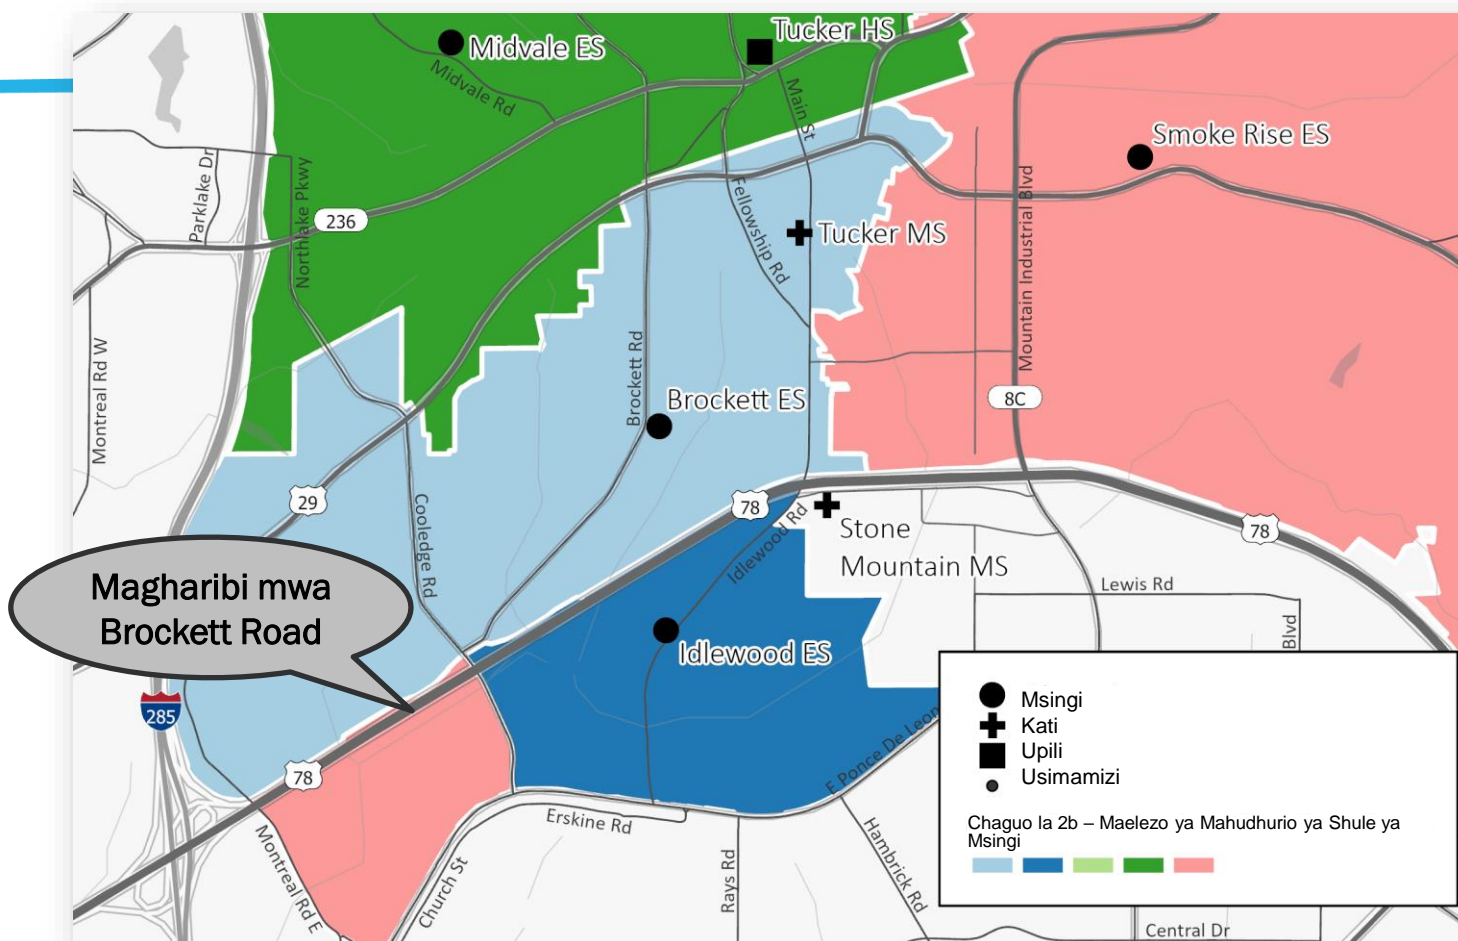 Tucker HS
Midvale ES
Midvale Rd
Main St
Smoke Rise ES
Parklake Dr
Northlake Pkwy
236
Fellowship Rd
Tucker MS
Mountain Industrial Blvd
Montreal Rd W
Brockett Rd
Brockett ES
8C
29
Cooledge Rd
78
Idlewood Rd
Stone
Mountain MS
78
Lewis Rd
Magharibi mwa
Brockett Road
Blvd
Idlewood ES
285
78
E Ponce De Leon
Erskine Rd
Montreal Rd E
Church St
Rays Rd
Hambrick Rd
Central Dr
Msingi
Kati
Upili
Usimamizi
Chaguo la 2b – Maelezo ya Mahudhurio ya Shule ya
Msingi